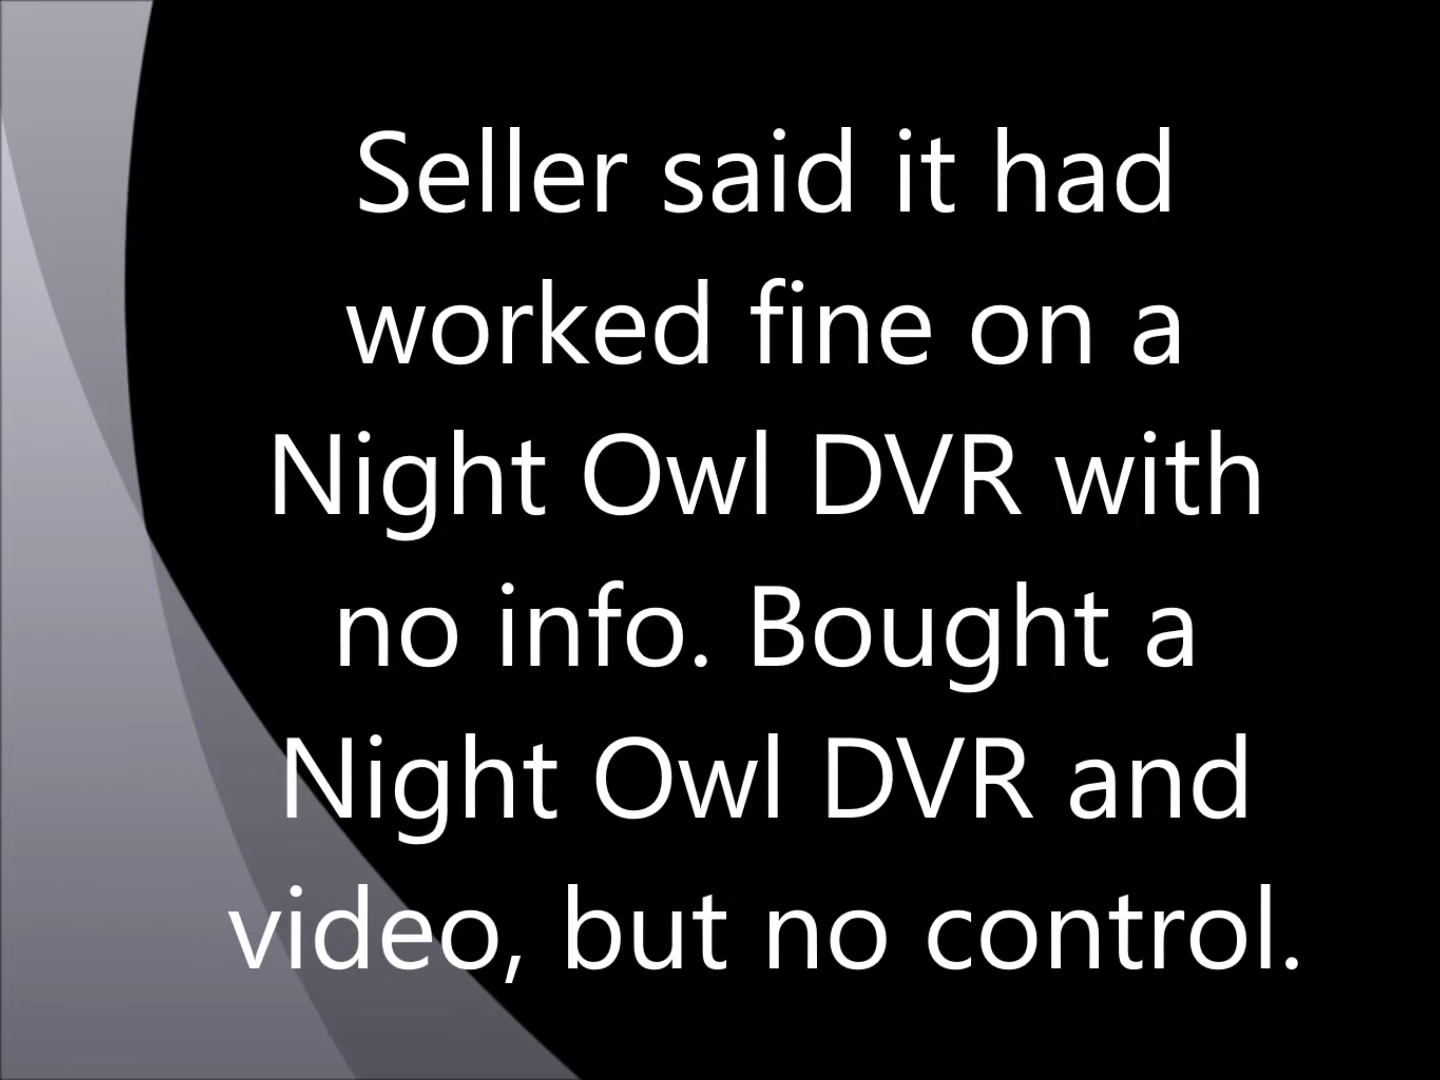 Seller said it had
worked fine on a
Night Owl DVR with
no info. Bought a
Night Owl DVR and
video, but no control.